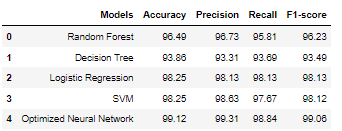 Models Accuracy Precision Recall F1-score
0 Random Forest 96.49 96.73 95.81 96.23
1 Decision Tree 93.86 93.31 93.69 93.49
2 Logistic Regression 98.25 98.13 98.13 98.13
3 SVM 98.25 98.63 97.67 98.12
4 Optimized Neural Network 99.12 99.31 98.84 99.06